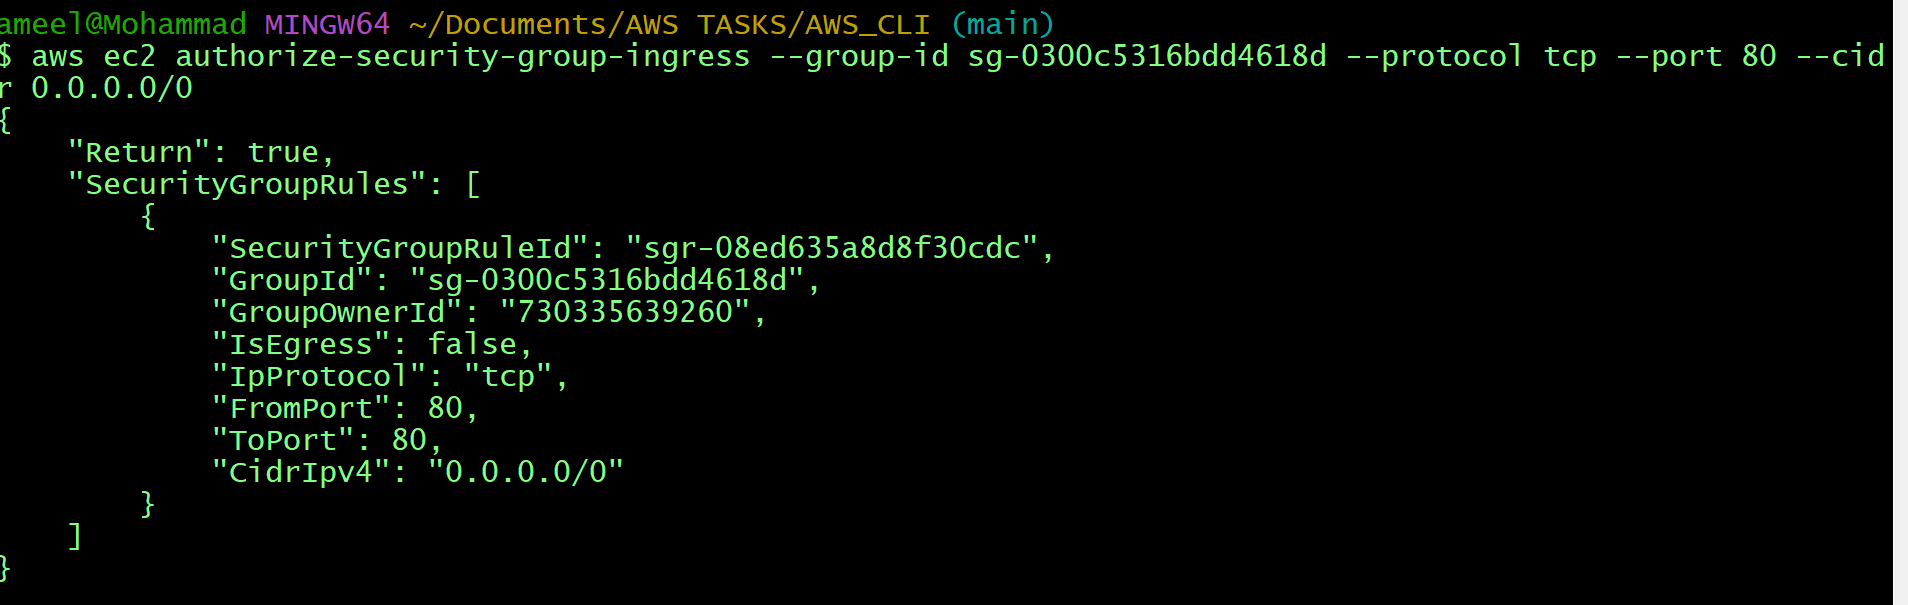 ameel@Mohammad MINGW64 ~/Documents/AWS TASKS/AWS_CLI (main)
$ aws ec2 authorize-security-group-ingress --group-id sg-0300c5316bdd4618d --protocol tcp --port 80 --cid
r 0.0.0.0/0
{
    "Return": true,
    "SecurityGroupRules": [
        {
            "SecurityGroupRuleId": "sgr-08ed635a8d8f30cdc",
            "GroupId": "sg-0300c5316bdd4618d",
            "GroupOwnerId": "730335639260",
            "IsEgress": false,
            "IpProtocol": "tcp",
            "FromPort": 80,
            "ToPort": 80,
            "CidrIpv4": "0.0.0.0/0"
        }
    ]
}